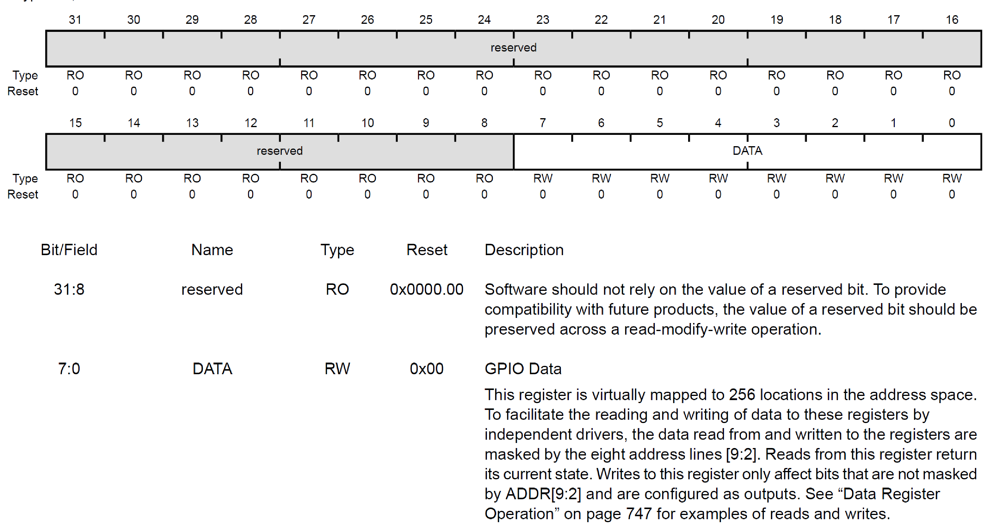 31 30 29 28 27 26 25 24 23 22 21 20 19 18 17 16
reserved
Type RO RO RO RO RO RO RO RO RO RO RO RO RO RO RO RO
Reset 0 0 0 0 0 0 0 0 0 0 0 0 0 0 0 0
15 14 13 12 11 10 9 8 7 6 5 4 3 2 1 0
reserved DATA
Type RO RO RO RO RO RO RO RO RW RW RW RW RW RW RW RW
Reset 0 0 0 0 0 0 0 0 0 0 0 0 0 0 0 0
Bit/Field Name Type Reset Description
31:8 reserved RO 0x0000.00 Software should not rely on the value of a reserved bit. To provide
compatibility with future products, the value of a reserved bit should be
preserved across a read-modify-write operation.
7:0 DATA RW 0x00 GPIO Data
This register is virtually mapped to 256 locations in the address space.
To facilitate the reading and writing of data to these registers by
independent drivers, the data read from and written to the registers are
masked by the eight address lines [9:2]. Reads from this register return
its current state. Writes to this register only affect bits that are not masked
by ADDR[9:2] and are configured as outputs. See “Data Register
Operation” on page 747 for examples of reads and writes.